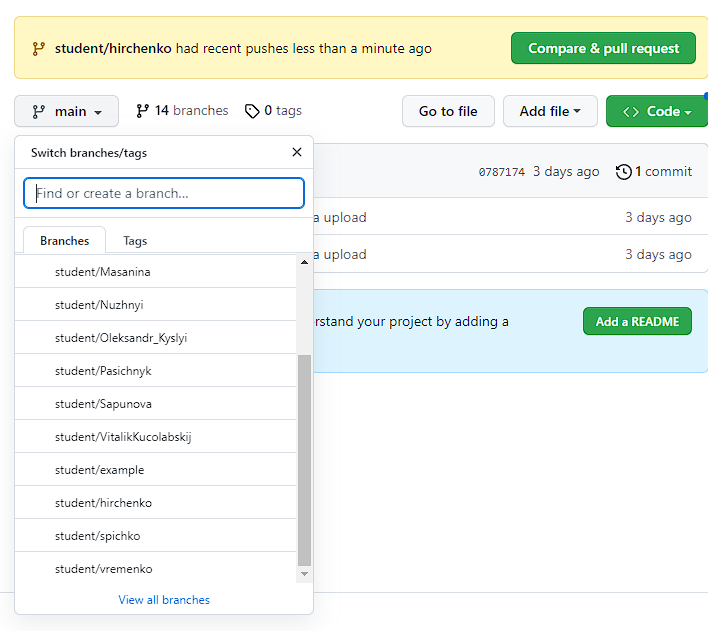 student/hirchenko had recent pushes less than a minute ago
Compare & pull request
main
14 branches
0 tags
Go to file
Add file
Code
Switch branches/tags
Find or create a branch...
Branches
Tags
student/Masanina
student/Nuzhnyi
student/Oleksandr_Kyslyi
student/Pasichnyk
student/Sapunova
student/VitalikKucolabskij
student/example
student/hirchenko
student/spichko
student/vremenko
View all branches
0787174 3 days ago
1 commit
a upload
3 days ago
a upload
3 days ago
rstand your project by adding a
Add a README